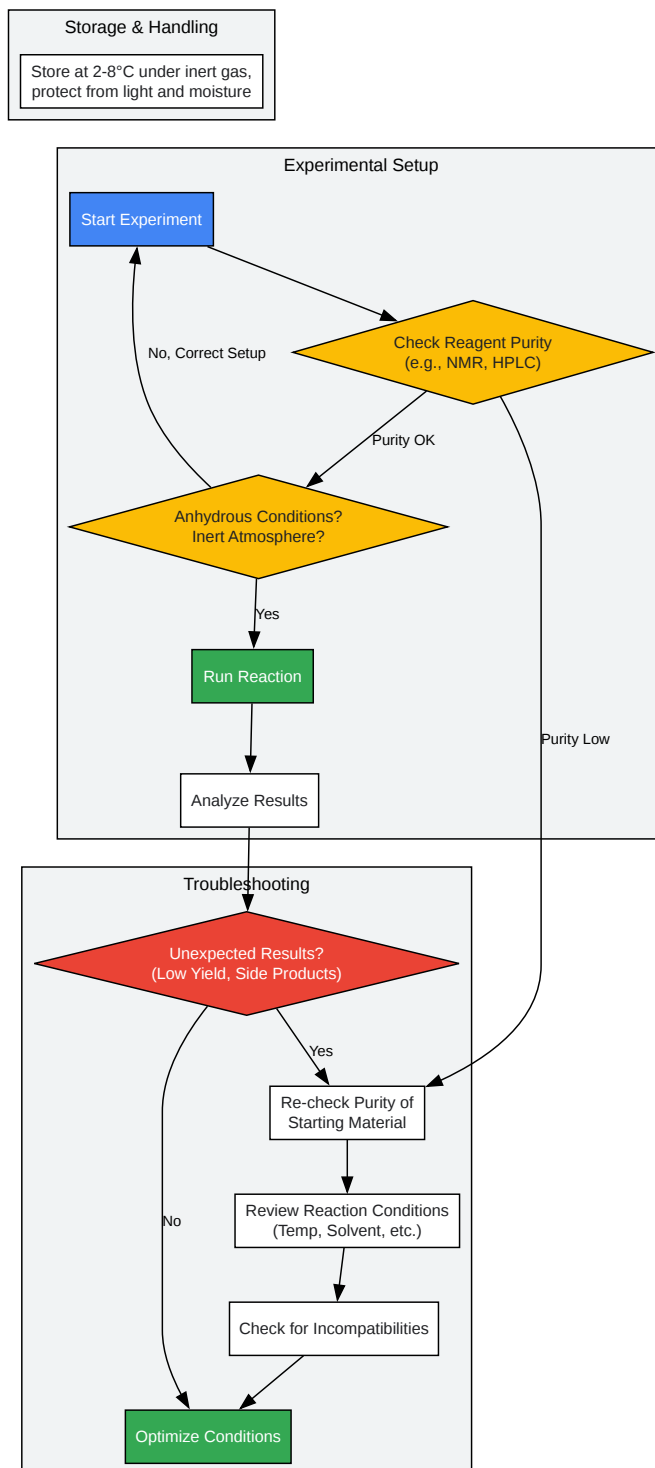 Storage & Handling
Store at 2-8°C under inert gas,
protect from light and moisture
Experimental Setup
Start Experiment
Check Reagent Purity
(e.g., NMR, HPLC)
No, Correct Setup
Purity OK
Anhydrous Conditions?
Inert Atmosphere?
Yes
Run Reaction
Purity Low
Analyze Results
Troubleshooting
Unexpected Results?
(Low Yield, Side Products)
Yes
Re-check Purity of
Starting Material
Review Reaction Conditions
(Temp, Solvent, etc.)
No
Check for Incompatibilities
Optimize Conditions